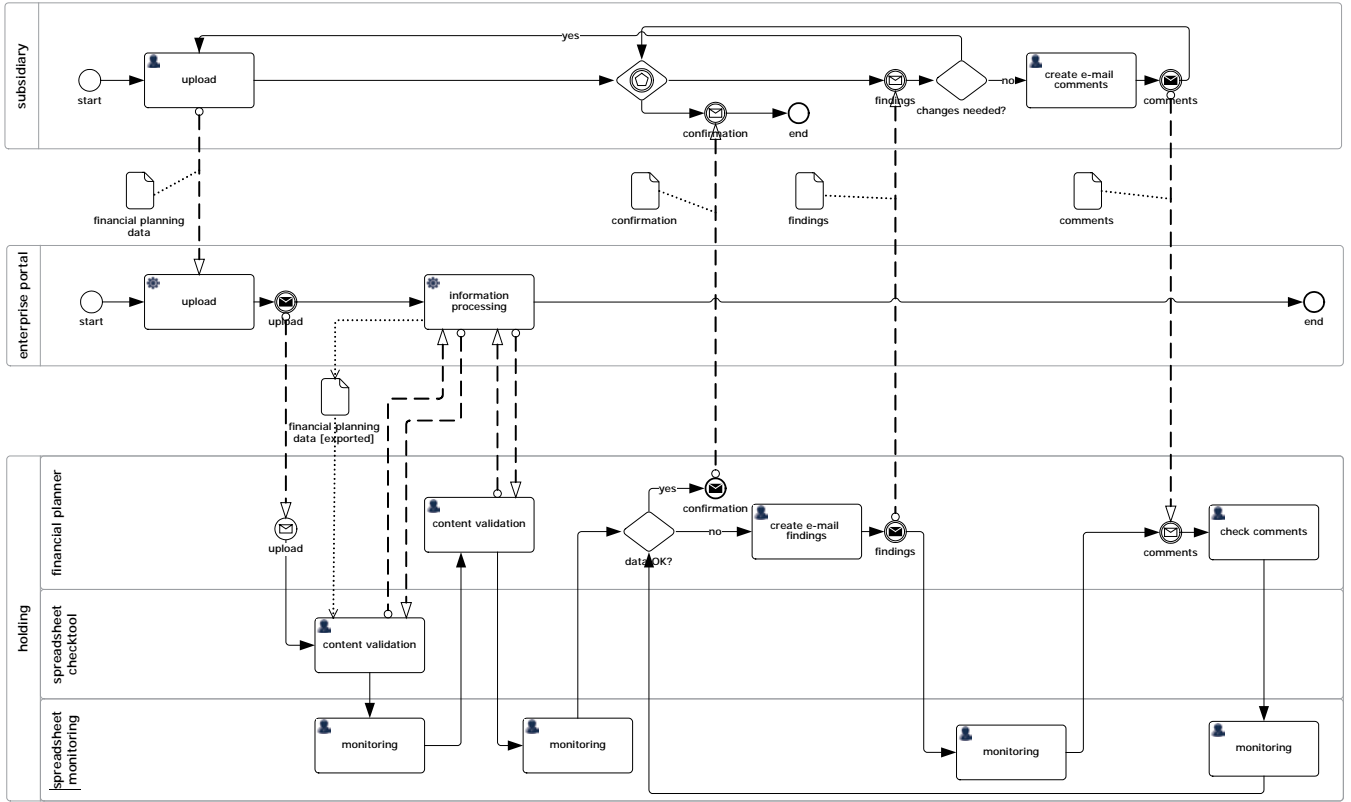 subsidiary
yes
upload
start
findings
changes needed?
no
create e-mail
comments
comments
confirmation
end
financial planning
data
confirmation
findings
comments
enterprise portal
start
upload
upload
information
processing
end
financial planning
data [exported]
holding
financial planner
upload
content validation
yes
confirmation
data OK?
no
create e-mail
findings
findings
comments
check comments
spreadsheet
checktool
content validation
spreadsheet
monitoring
monitoring
monitoring
monitoring
monitoring